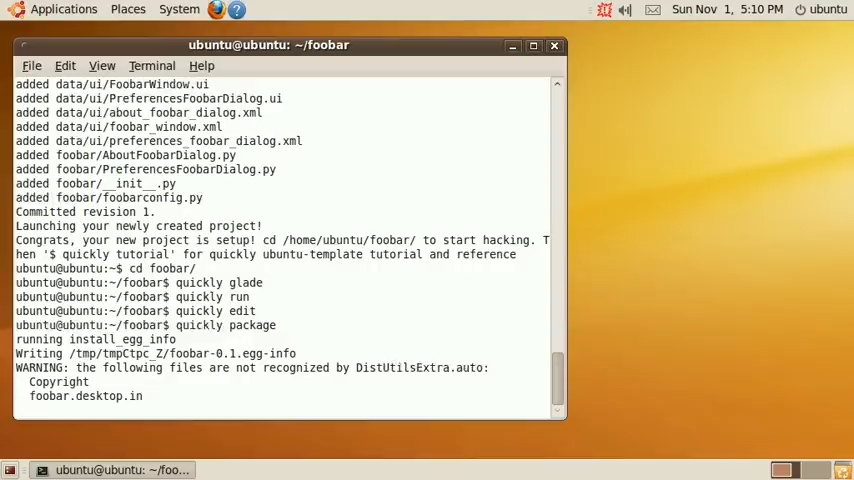 Applications Places System Sun Nov 1, 5:10 PM ubuntu
ubuntu@ubuntu: ~/foobar
File Edit View Terminal Help
added data/ui/FoobarWindow.ui
added data/ui/PreferencesFoobarDialog.ui
added data/ui/about_foobar_dialog.xml
added data/ui/foobar_window.xml
added data/ui/preferences_foobar_dialog.xml
added foobar/AboutFoobarDialog.py
added foobar/PreferencesFoobarDialog.py
added foobar/__init__.py
added foobar/foobarconfig.py
Committed revision 1.
Launching your newly created project!
Congrats, your new project is setup! cd /home/ubuntu/foobar/ to start hacking. T
hen '$ quickly tutorial' for quickly ubuntu-template tutorial and reference
ubuntu@ubuntu:~$ cd foobar/
ubuntu@ubuntu:~/foobar$ quickly glade
ubuntu@ubuntu:~/foobar$ quickly run
ubuntu@ubuntu:~/foobar$ quickly edit
ubuntu@ubuntu:~/foobar$ quickly package
running install_egg_info
Writing /tmp/tmpCtpc_Z/foobar-0.1.egg-info
WARNING: the following files are not recognized by DistUtilsExtra.auto:
  Copyright
  foobar.desktop.in
ubuntu@ubuntu: ~/foo...